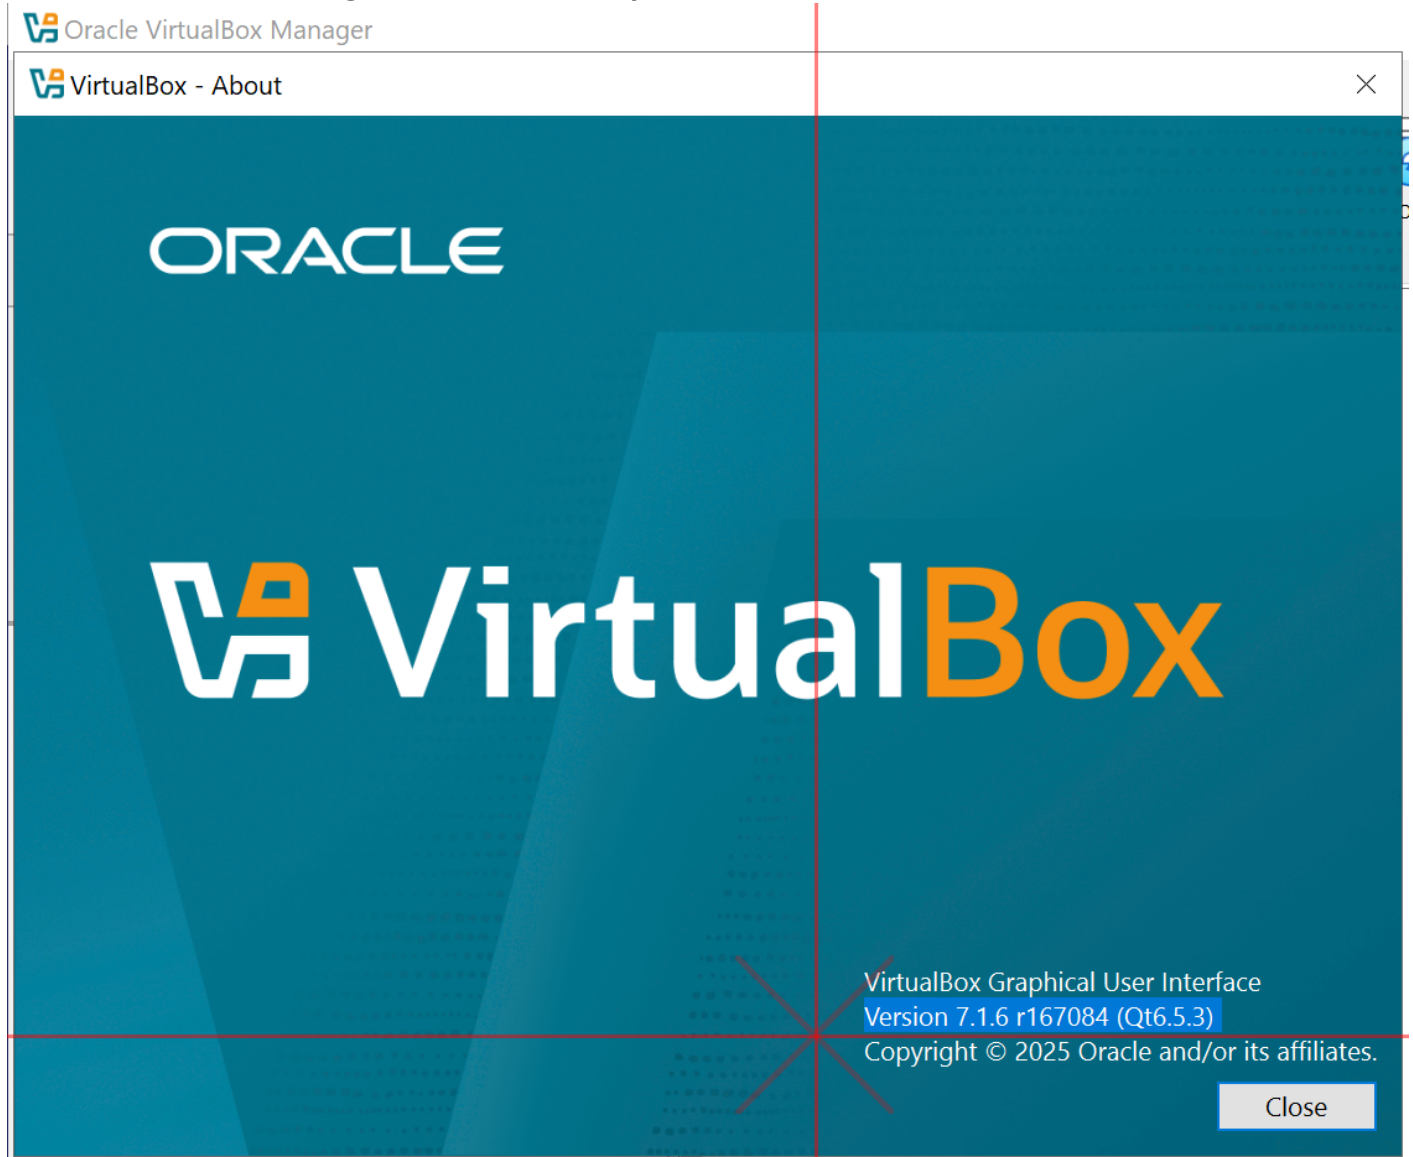 Oracle VirtualBox Manager
VirtualBox - About
ORACLE
VirtualBox
VirtualBox Graphical User Interface
Version 7.1.6 r167084 (Qt6.5.3)
Copyright © 2025 Oracle and/or its affiliates.
Close